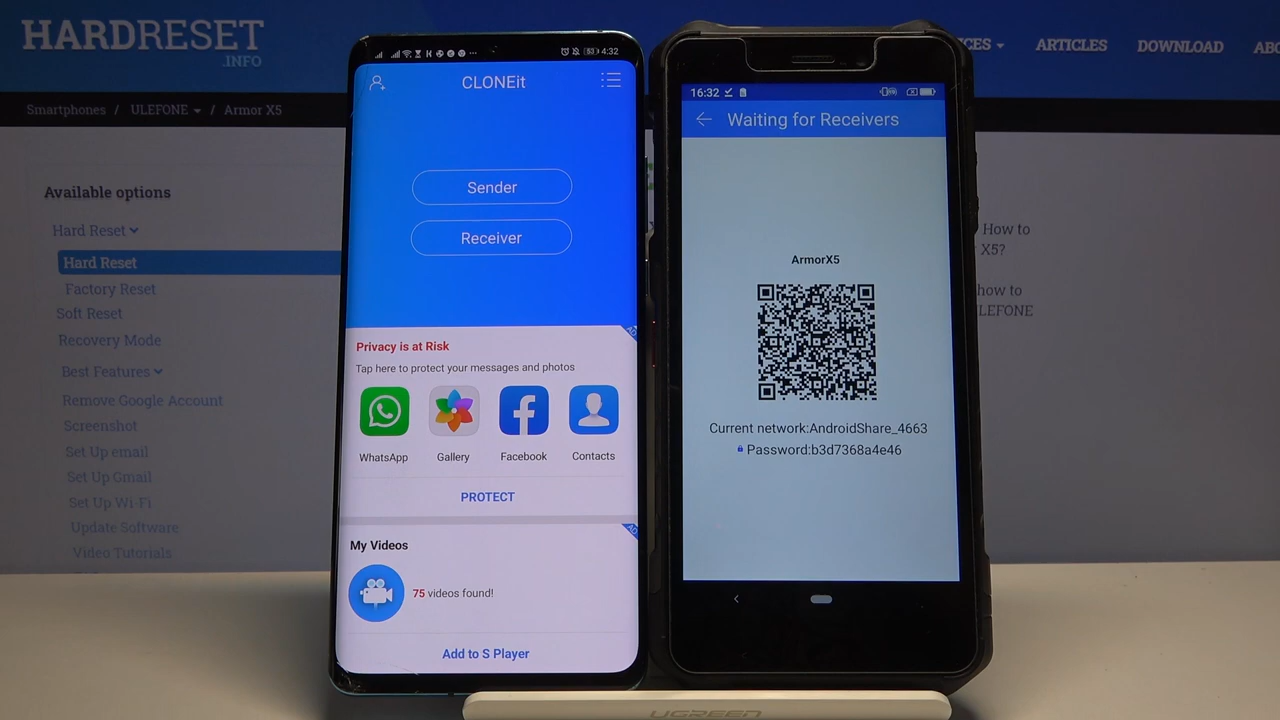 HARDRESET
.INFO
ARTICLES
DOWNLOAD
Smartphones / ULEFONE / Armor X5
Available options
Hard Reset
Hard Reset
Factory Reset
Soft Reset
Recovery Mode
Best Features
Remove Google Account
Screenshot
Set Up email
Set Up Gmail
Set Up Wi-Fi
Update Software
Video Tutorials
4:32
CLONEit
Sender
Receiver
AD
Privacy is at Risk
Tap here to protect your messages and photos
WhatsApp
Gallery
Facebook
Contacts
PROTECT
AD
My Videos
75 videos found!
Add to S Player
16:32
Waiting for Receivers
ArmorX5
Current network:AndroidShare_4663
Password:b3d7368a4e46
How to
X5?
how to
ULEFONE
UGREEN